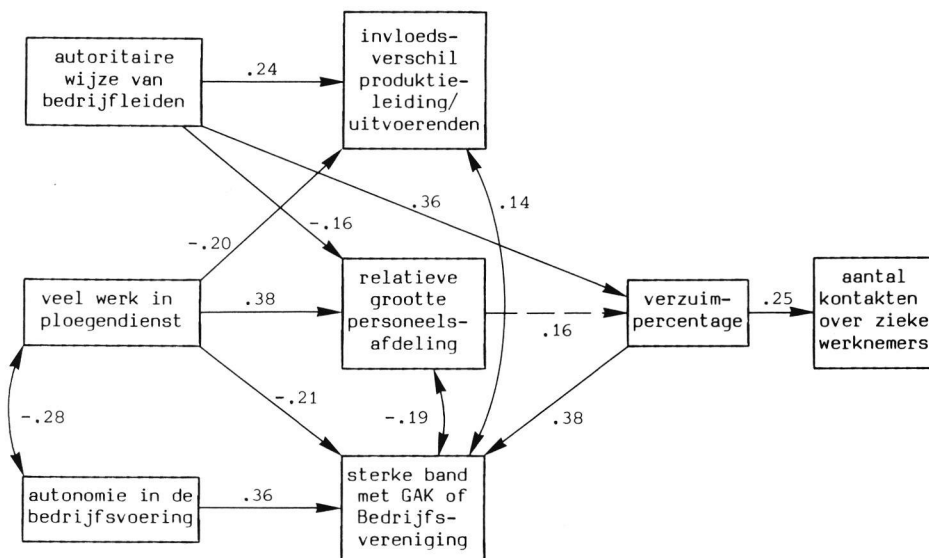 autoritaire
wijze van
bedrijfleiden
.24
invloeds-
verschil
produktie-
leiding/
uitvoerenden
-.16
.36
.14
-.20
veel werk in
ploegendienst
.38
relatieve
grootte
personeels-
afdeling
.16
verzuim-
percentage
.25
aantal
kontakten
over zieke
werknemers
-.28
-.21
-.19
.38
autonomie in de
bedrijfsvoering
.36
sterke band
met GAK of
Bedrijfs-
vereniging